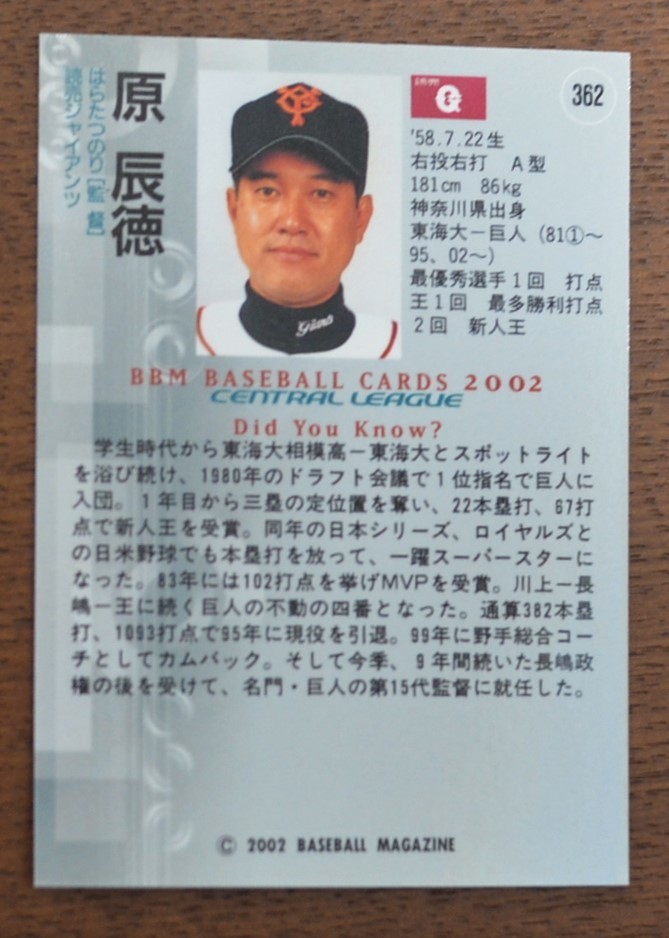 362
原 辰徳
はらたつのり[監督]
読売ジャイアンツ
G
YG
Giants
'58.7.22生
右投右打　A型
181cm　86kg
神奈川県出身
東海大－巨人（81①～
95、02～）
最優秀選手1回　打点
王1回　最多勝利打点
2回　新人王
BBM BASEBALL CARDS 2002
CENTRAL LEAGUE
Did You Know?
学生時代から東海大相模高－東海大とスポットライト
を浴び続け、1980年のドラフト会議で1位指名で巨人に
入団。1年目から三塁の定位置を奪い、22本塁打、67打
点で新人王を受賞。同年の日本シリーズ、ロイヤルズと
の日米野球でも本塁打を放って、一躍スーパースターに
なった。83年には102打点を挙げMVPを受賞。川上－長
嶋－王に続く巨人の不動の四番となった。通算382本塁
打、1093打点で95年に現役を引退。99年に野手総合コー
チとしてカムバック。そして今季、9年間続いた長嶋政
権の後を受けて、名門・巨人の第15代監督に就任した。
© 2002 BASEBALL MAGAZINE